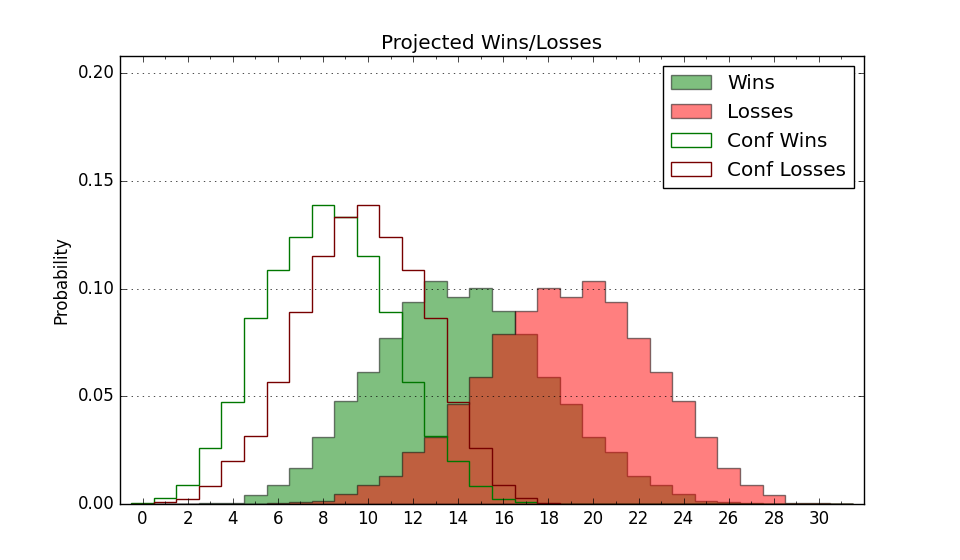 Projected Wins/Losses
0.20
0.15
0.10
0.05
0.00
Probability
Wins
Losses
Conf Wins
Conf Losses
0 2 4 6 8 10 12 14 16 18 20 22 24 26 28 30